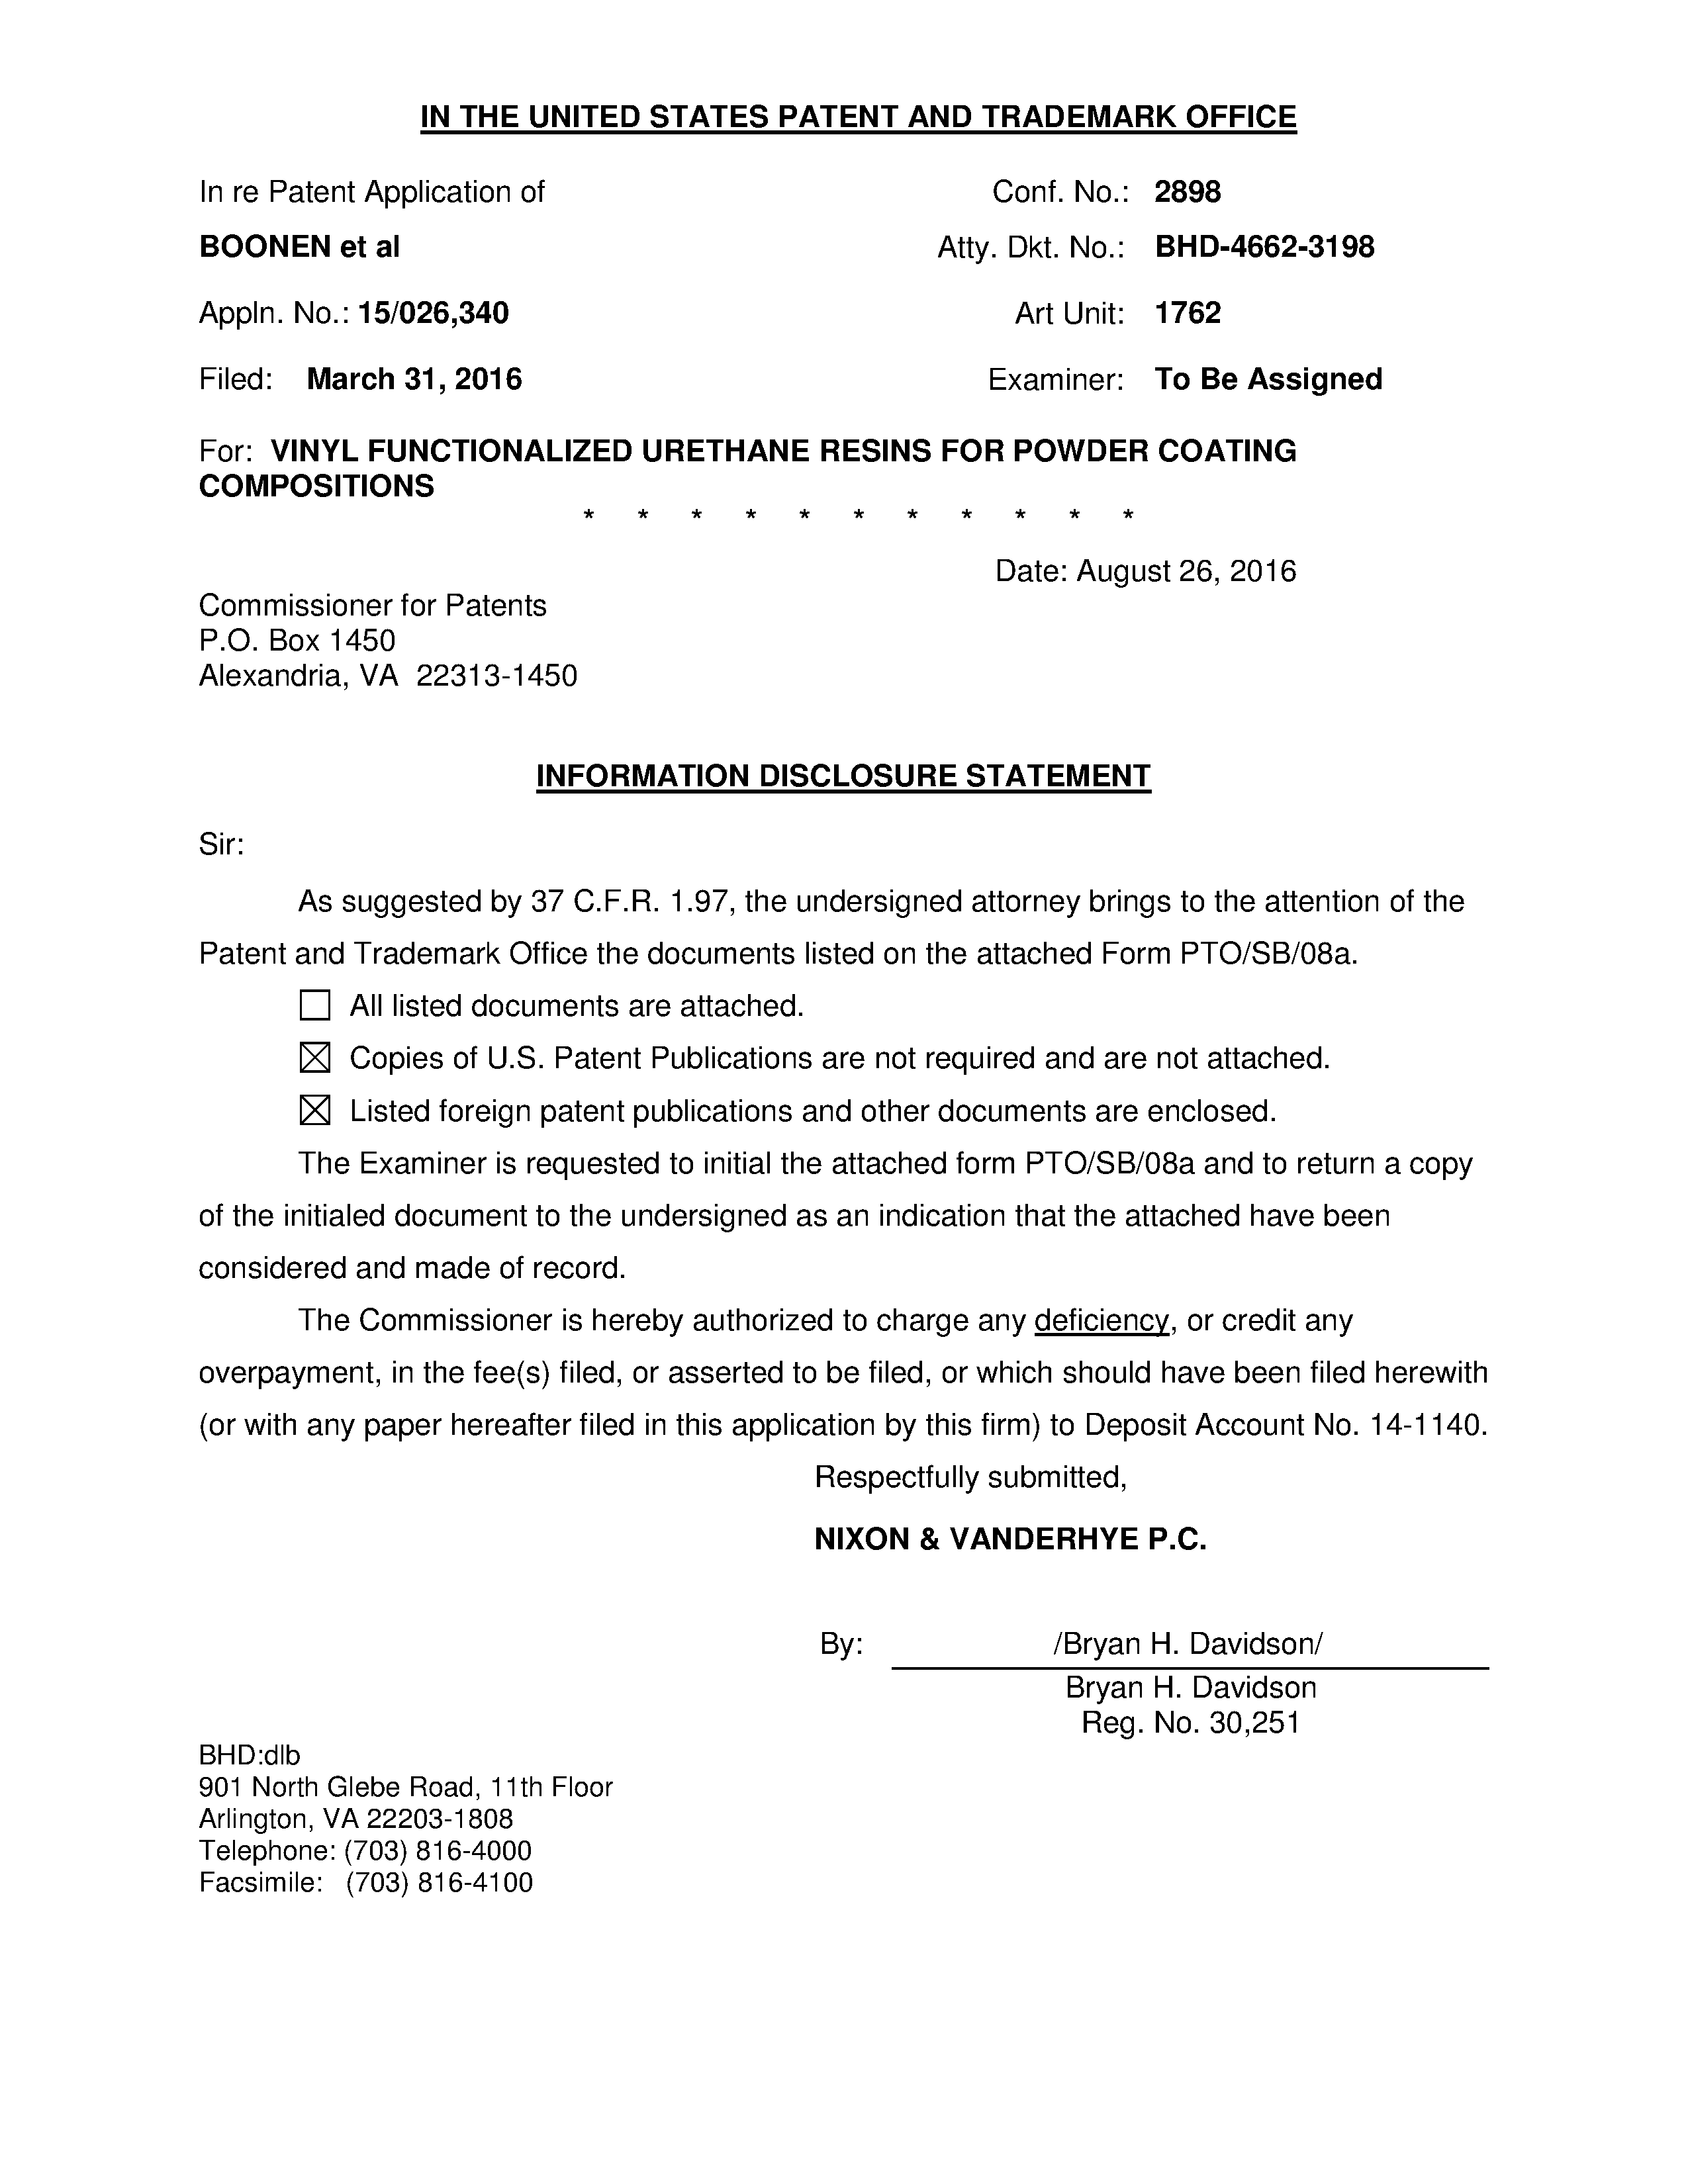 IN THE UNITED STATES PATENT AND TRADEMARK OFFICE
In re Patent Application of
Conf. No.: 2898
BOONEN et al
Atty. Dkt. No.: BHD-4662-3198
Appln. No.: 15/026,340
Art Unit: 1762
Filed: March 31, 2016
Examiner: To Be Assigned
For: VINYL FUNCTIONALIZED URETHANE RESINS FOR POWDER COATING
COMPOSITIONS
* * * * * * * * * * *
Date: August 26, 2016
Commissioner for Patents
P.O. Box 1450
Alexandria, VA 22313-1450
INFORMATION DISCLOSURE STATEMENT
Sir:
As suggested by 37 C.F.R. 1.97, the undersigned attorney brings to the attention of the
Patent and Trademark Office the documents listed on the attached Form PTO/SB/08a.
☐ All listed documents are attached.
☒ Copies of U.S. Patent Publications are not required and are not attached.
☒ Listed foreign patent publications and other documents are enclosed.
The Examiner is requested to initial the attached form PTO/SB/08a and to return a copy
of the initialed document to the undersigned as an indication that the attached have been
considered and made of record.
The Commissioner is hereby authorized to charge any deficiency, or credit any
overpayment, in the fee(s) filed, or asserted to be filed, or which should have been filed herewith
(or with any paper hereafter filed in this application by this firm) to Deposit Account No. 14-1140.
Respectfully submitted,
NIXON & VANDERHYE P.C.
By: /Bryan H. Davidson/
Bryan H. Davidson
Reg. No. 30,251
BHD:dlb
901 North Glebe Road, 11th Floor
Arlington, VA 22203-1808
Telephone: (703) 816-4000
Facsimile: (703) 816-4100